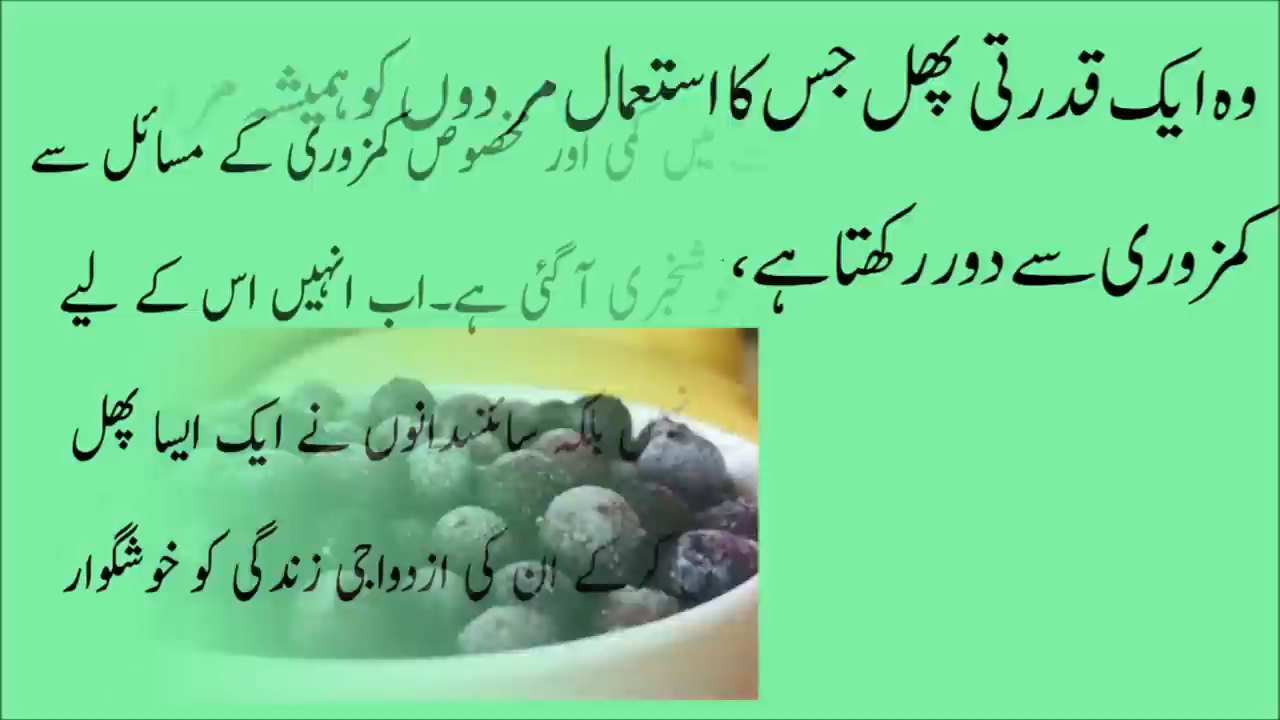 وہ ایک قدرتی پھل جس کا استعمال مردوں کو ہمیشہ
کمزوری سے دور رکھتا ہے،
میں کمی اور مخصوص کمزوری کے مسائل سے
خوشخبری آ گئی ہے۔اب انہیں اس کے لیے
بلکہ سائنسدانوں نے ایک ایسا پھل
کر کے ان کی ازدواجی زندگی کو خوشگوار